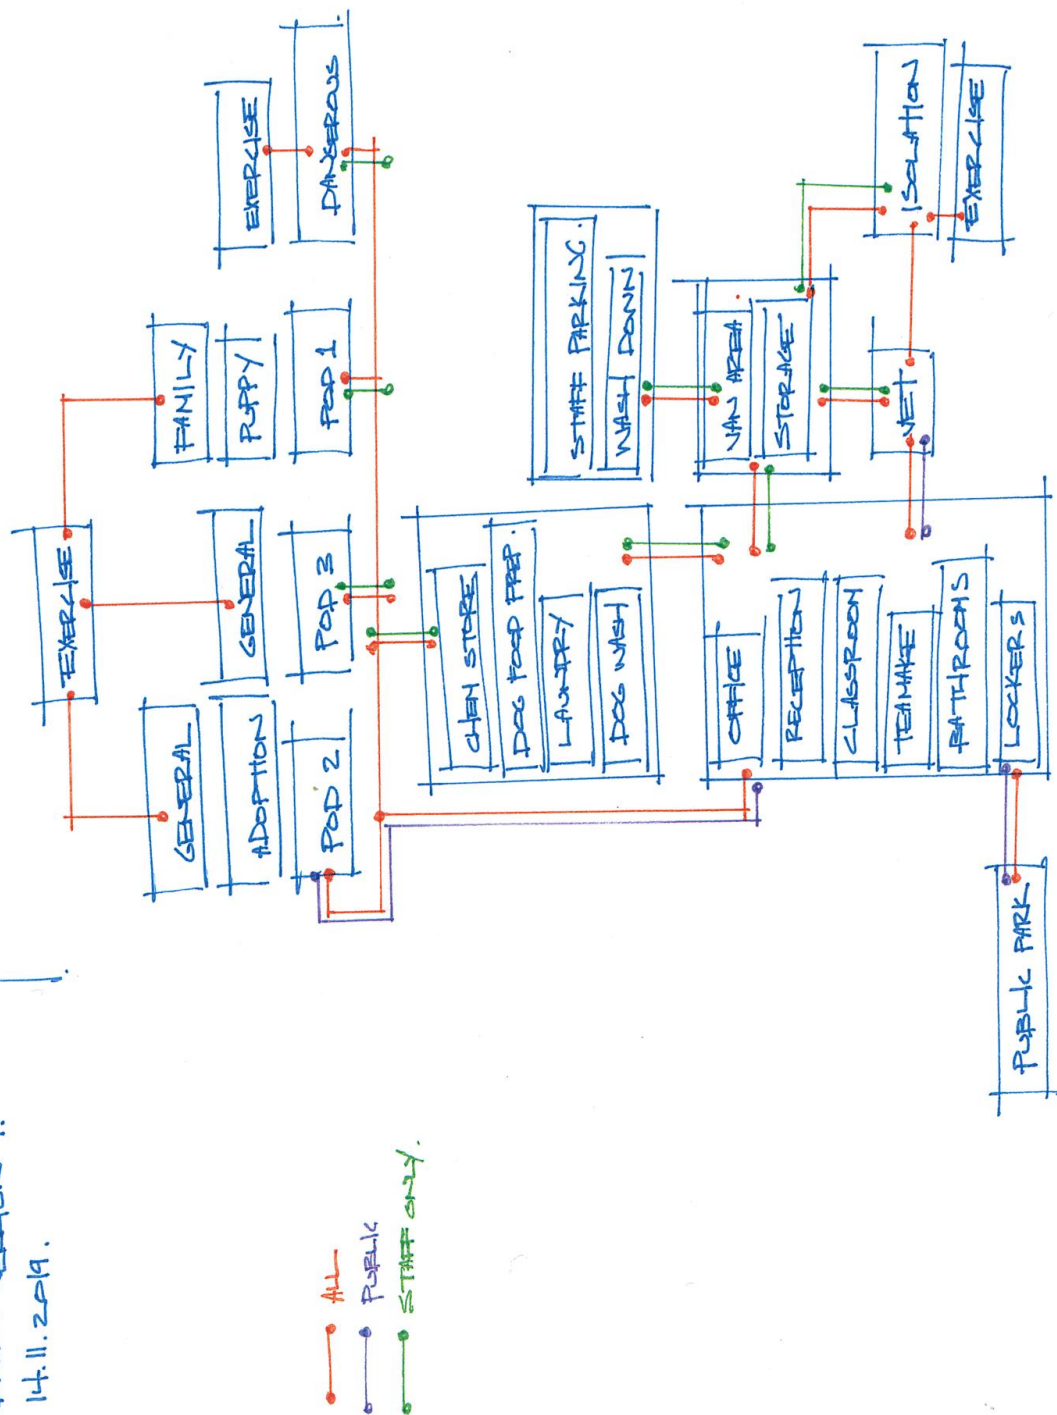 14.11.2019.
ALL
PUBLIC
STAFF ONLY.
EXERCISE
GENERAL
ADOPTION
POD 2
GENERAL
POD 3
FAMILY
PUPPY
POD 1
EXERCISE
DANGEROUS
CHEM STORE
DOG FOOD PREP.
LAUNDRY
DOG WASH
STAFF PARKING.
WASH DOWN
VAN AREA
STORAGE
OFFICE
RECEPTION
CLASSROOM
TEAMAKE
BATHROOMS
LOCKERS
VET
ISOLATION
EXERCISE
PUBLIC PARK